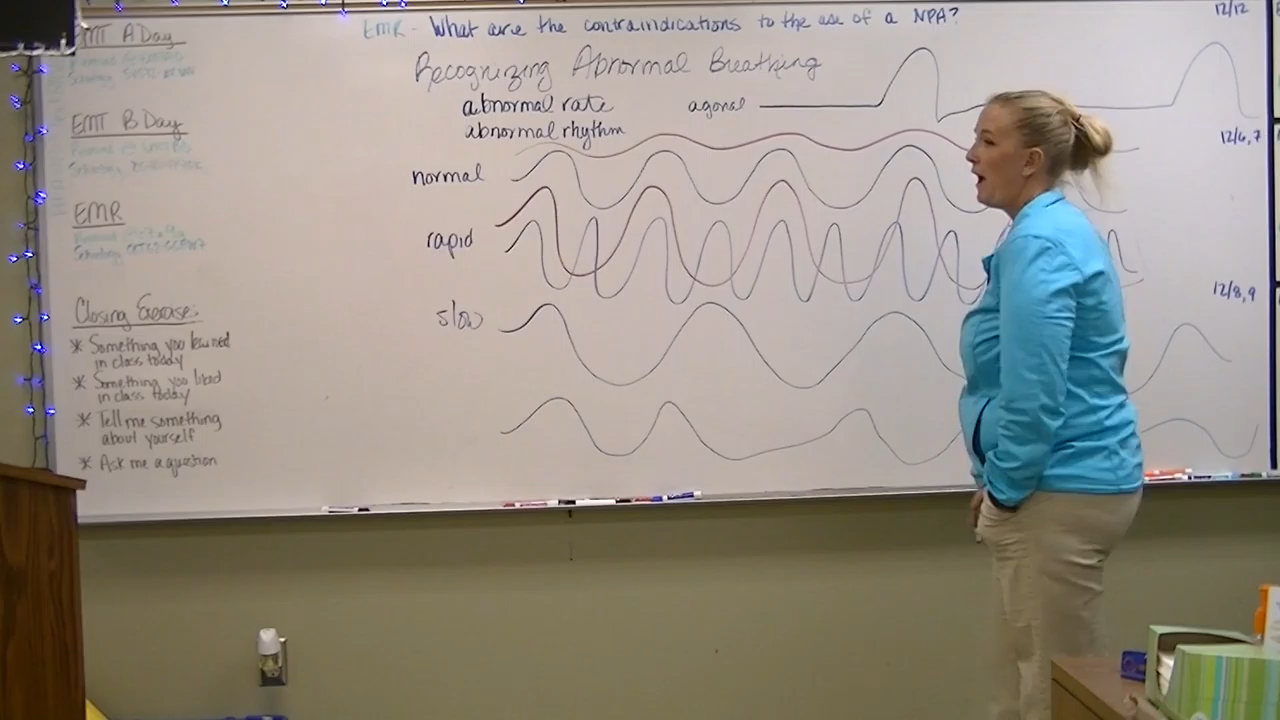 EMR - What are the contraindications to the use of a NPA?
12/12
EMT A Day
Recognizing Abnormal Breathing
abnormal rate
agonal
abnormal rhythm
EMT B Day
12/6,7
normal
EMR
rapid
12/8,9
Closing Exercise:
slow
* Something you learned
in class today
* Something you liked
in class today
* Tell me something
about yourself
* Ask me a question